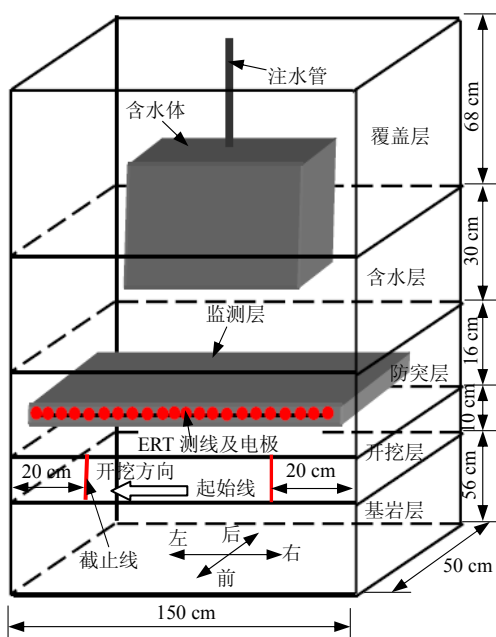 注水管
含水体
覆盖层
68 cm
30 cm
含水层
监测层
16 cm
防突层
10 cm
ERT 测线及电极
开挖层
20 cm
开挖方向
起始线
20 cm
56 cm
基岩层
截止线
左
后
右
前
50 cm
150 cm